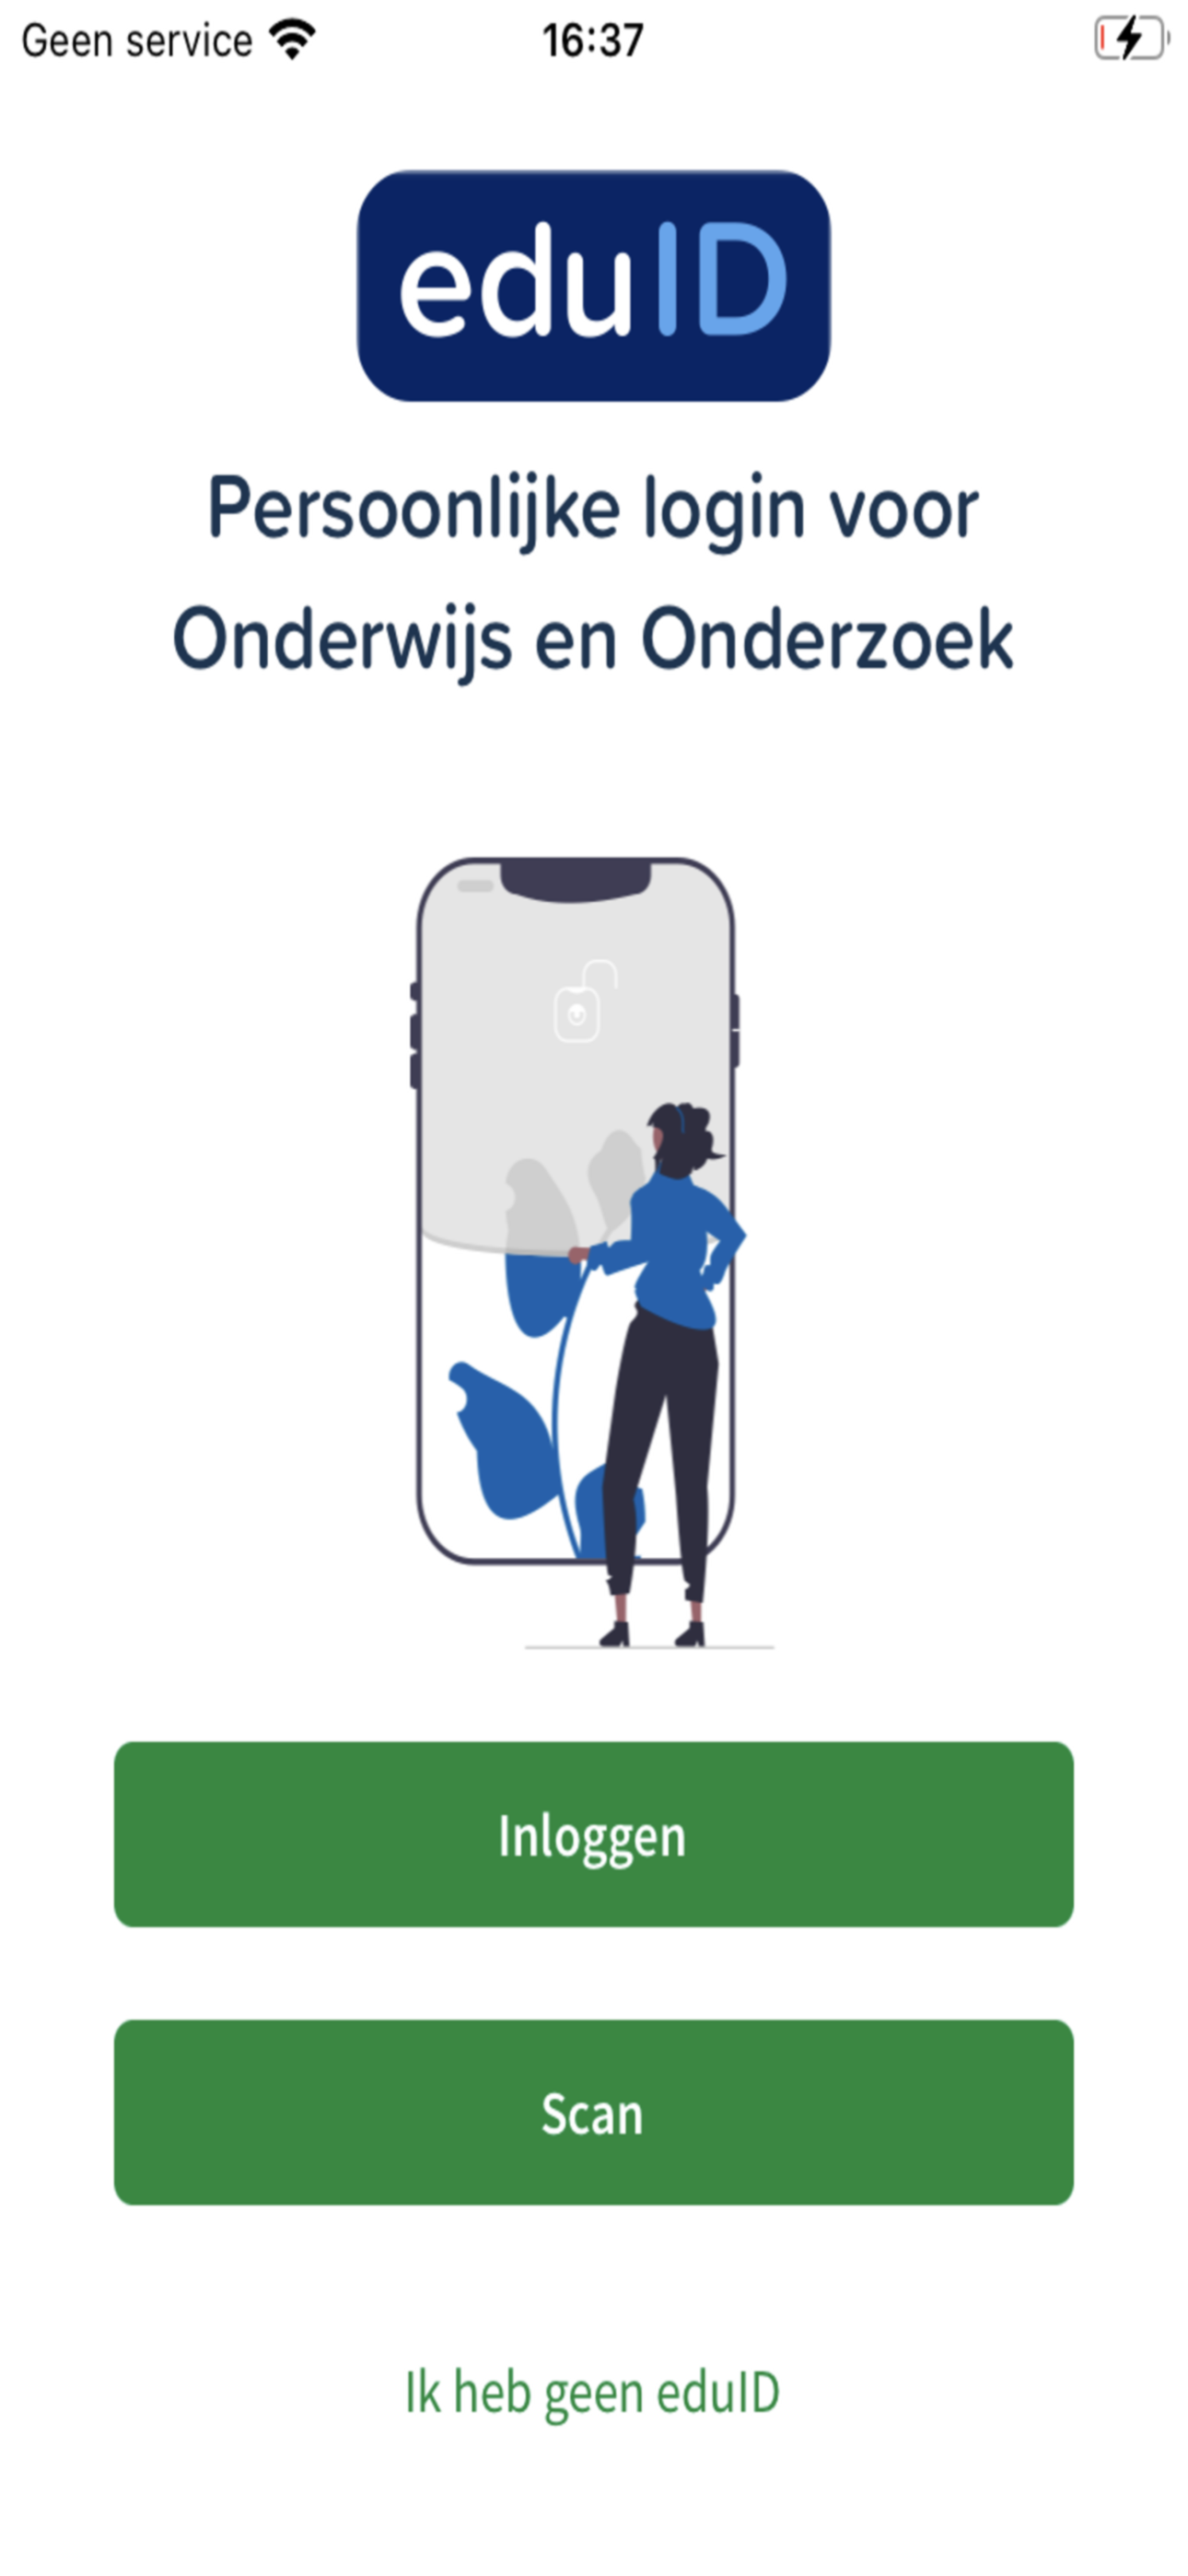 Geen service 16:37
eduID
Persoonlijke login voor
Onderwijs en Onderzoek
Inloggen
Scan
Ik heb geen eduID